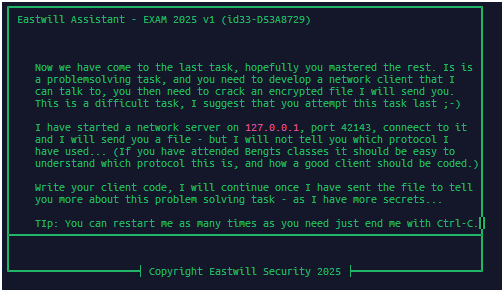 Eastwill Assistant - EXAM 2025 v1 (id33-D53A8729)
Now we have come to the last task, hopefully you mastered the rest. Is is
a problemsolving task, and you need to develop a network client that I
can talk to, you then need to crack an encrypted file I will send you.
This is a difficult task, I suggest that you attempt this task last ;-)
I have started a network server on 127.0.0.1, port 42143, conneect to it
and I will send you a file - but I will not tell you which protocol I
have used... (If you have attended Bengts classes it should be easy to
understand which protocol this is, and how a good client should be coded.)
Write your client code, I will continue once I have sent the file to tell
you more about this problem solving task - as I have more secrets...
TIp: You can restart me as many times as you need just end me with Ctrl-C.
Copyright Eastwill Security 2025